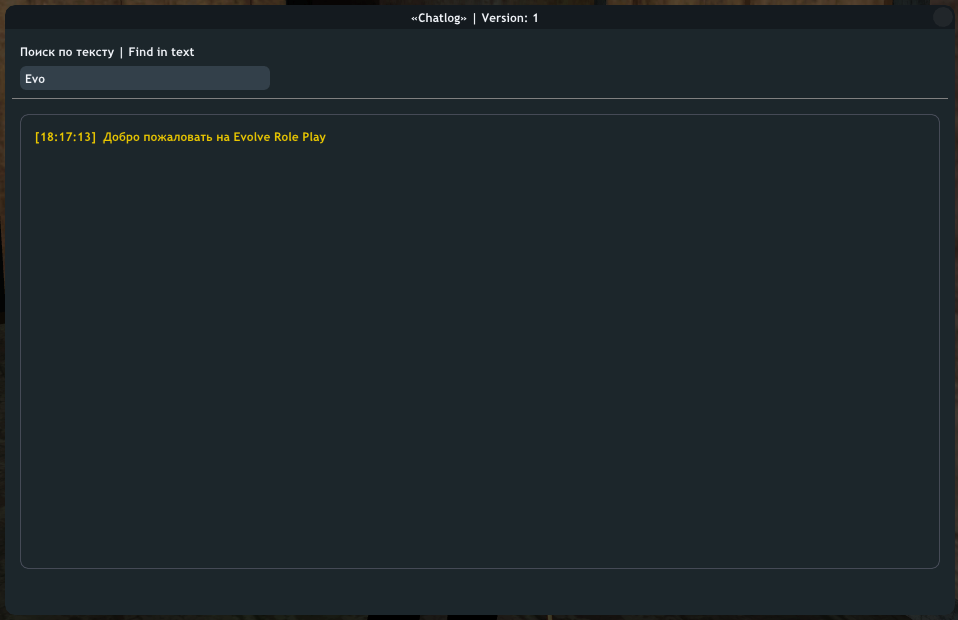 «Chatlog» | Version: 1
Поиск по тексту | Find in text
Evo
[18:17:13] Добро пожаловать на Evolve Role Play